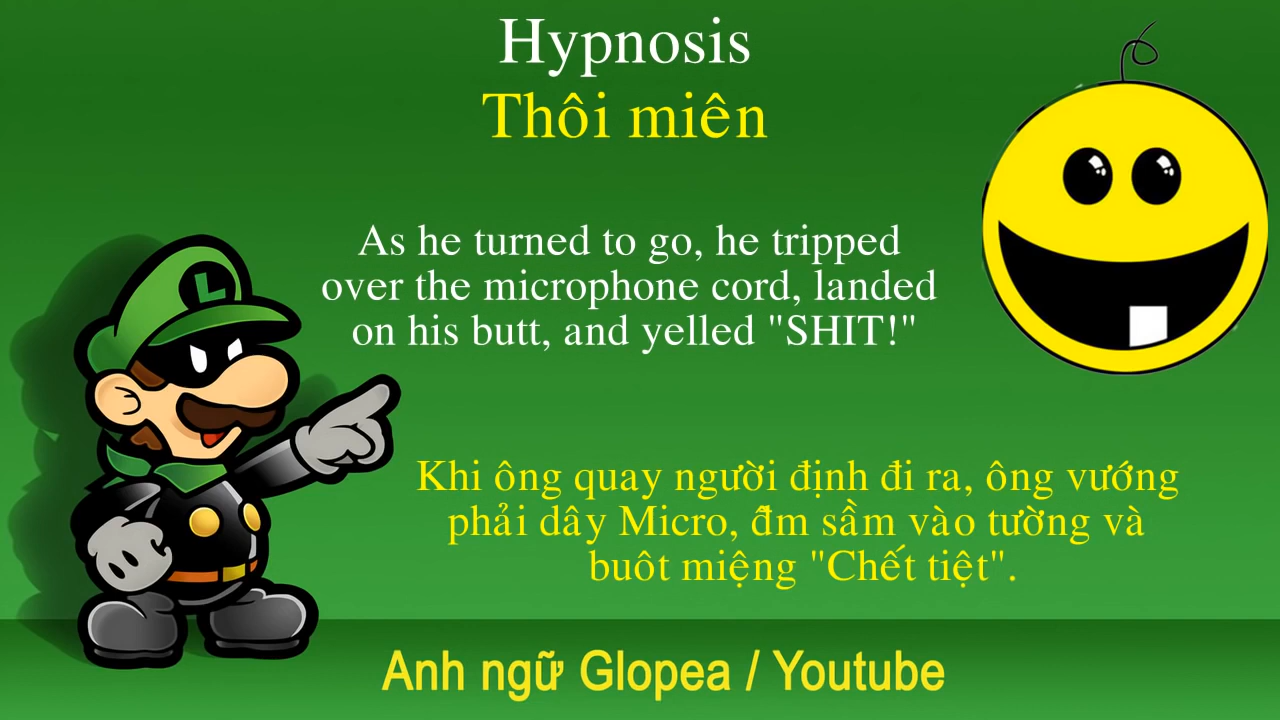 Hypnosis
Thôi miên
As he turned to go, he tripped
over the microphone cord, landed
on his butt, and yelled "SHIT!"
L
Khi ông quay người định đi ra, ông vướng
phải dây Micro, đm sầm vào tường và
buôt miệng "Chết tiệt".
Anh ngữ Glopea / Youtube